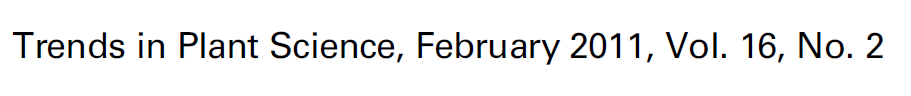 Trends in Plant Science, February 2011, Vol. 16, No. 2